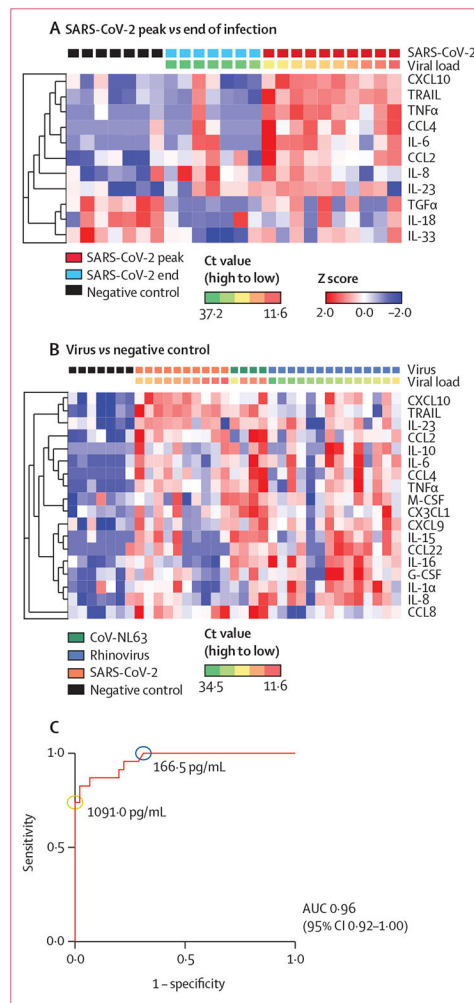 A SARS-CoV-2 peak vs end of infection
SARS-CoV-2
Viral load
CXCL10
TRAIL
TNFα
CCL4
IL-6
CCL2
IL-8
IL-23
TGFα
IL-18
IL-33
SARS-CoV-2 peak
SARS-CoV-2 end
Negative control
Ct value
(high to low)
37·2 11·6
Z score
2·0 0·0 –2·0
B Virus vs negative control
Virus
Viral load
CXCL10
TRAIL
IL-23
CCL2
IL-10
IL-6
CCL4
TNFα
M-CSF
CX3CL1
CXCL9
IL-15
CCL22
IL-16
G-CSF
IL-1α
IL-8
CCL8
CoV-NL63
Rhinovirus
SARS-CoV-2
Negative control
Ct value
(high to low)
34·5 11·6
C
1·0
166·5 pg/mL
1091·0 pg/mL
Sensitivity
0·5
AUC 0·96
(95% CI 0·92–1·00)
0·0
0·0 0·5 1·0
1 – specificity